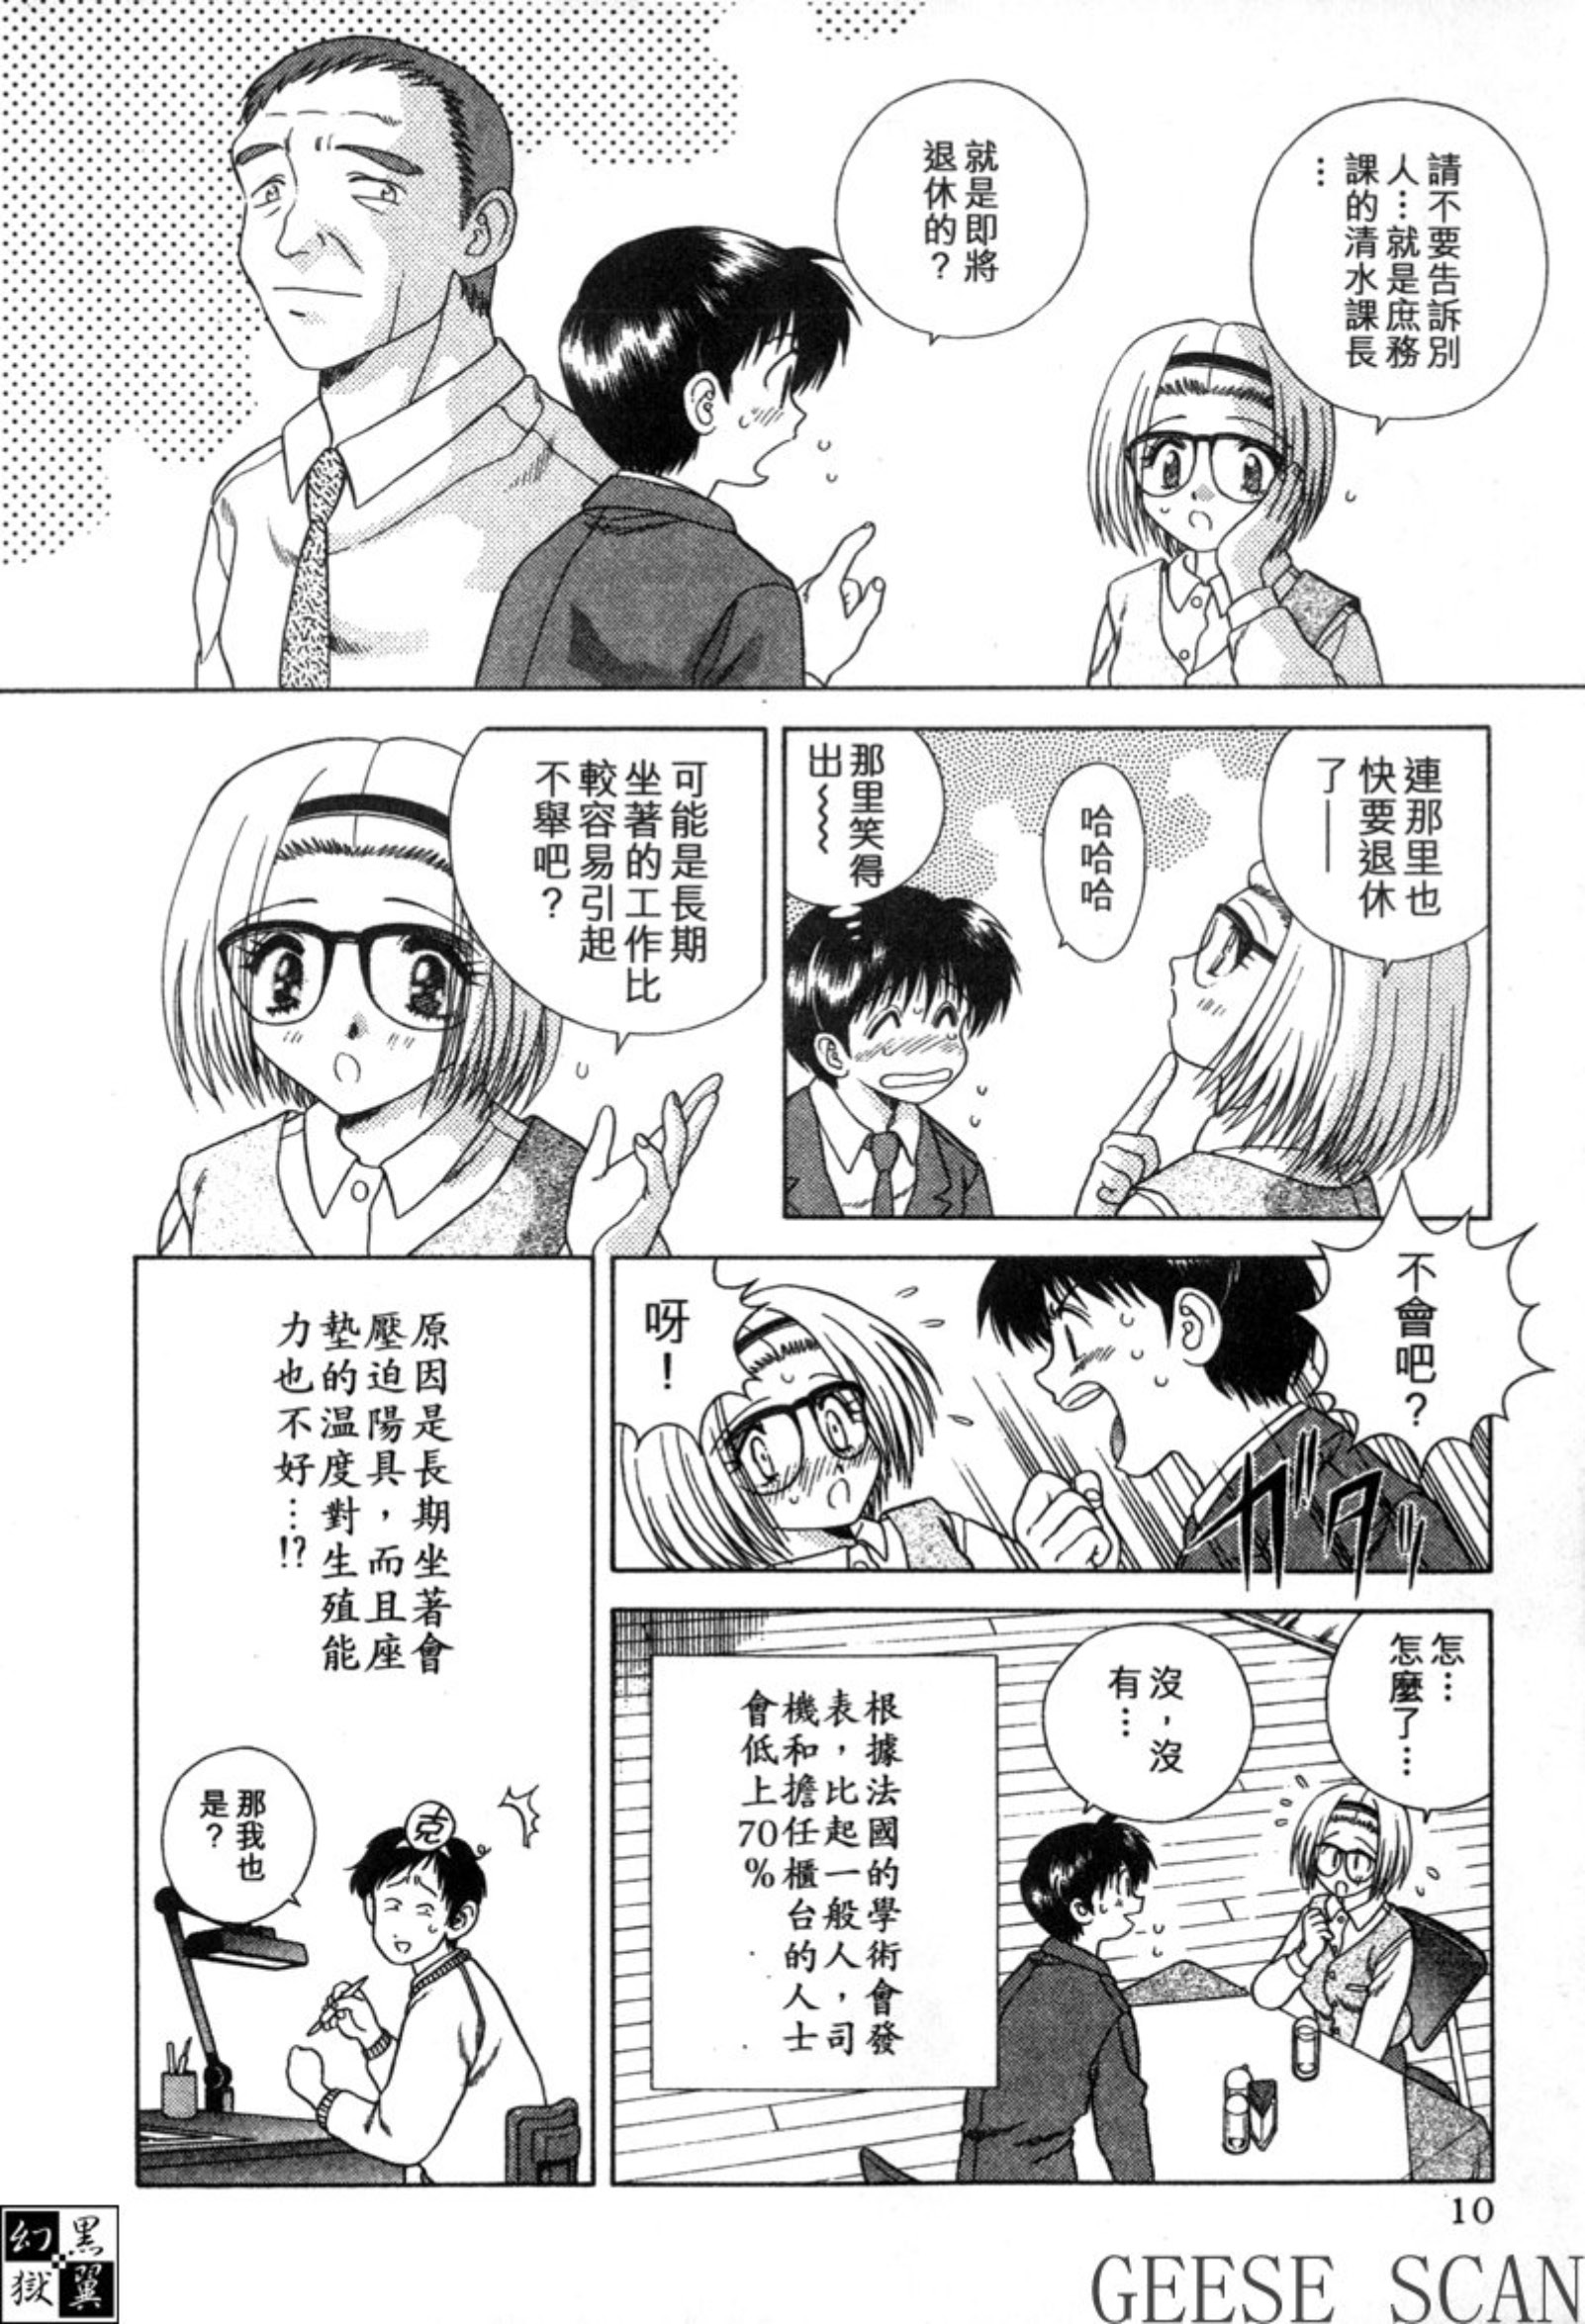 請不要告訴別
人…就是庶務
課的清水課長
…
就是即將
退休的？
連那里也
快要退休
了——
哈哈哈
那里笑得
出~~~~
可能是長期
坐著的工作比
較容易引起
不舉吧？
不會吧？
ガタッ
呀！
怎…
怎麼了…
沒，沒
有…
根據法國的學術會發
表，比起一般人，司
機和擔任櫃台的人士
會低上70%
原因是長期坐著會
壓迫陽具，而且座
墊的温度對生殖能
力也不好…!?
克
那我也
是？
10
黑翼
幻獄
GEESE SCAN